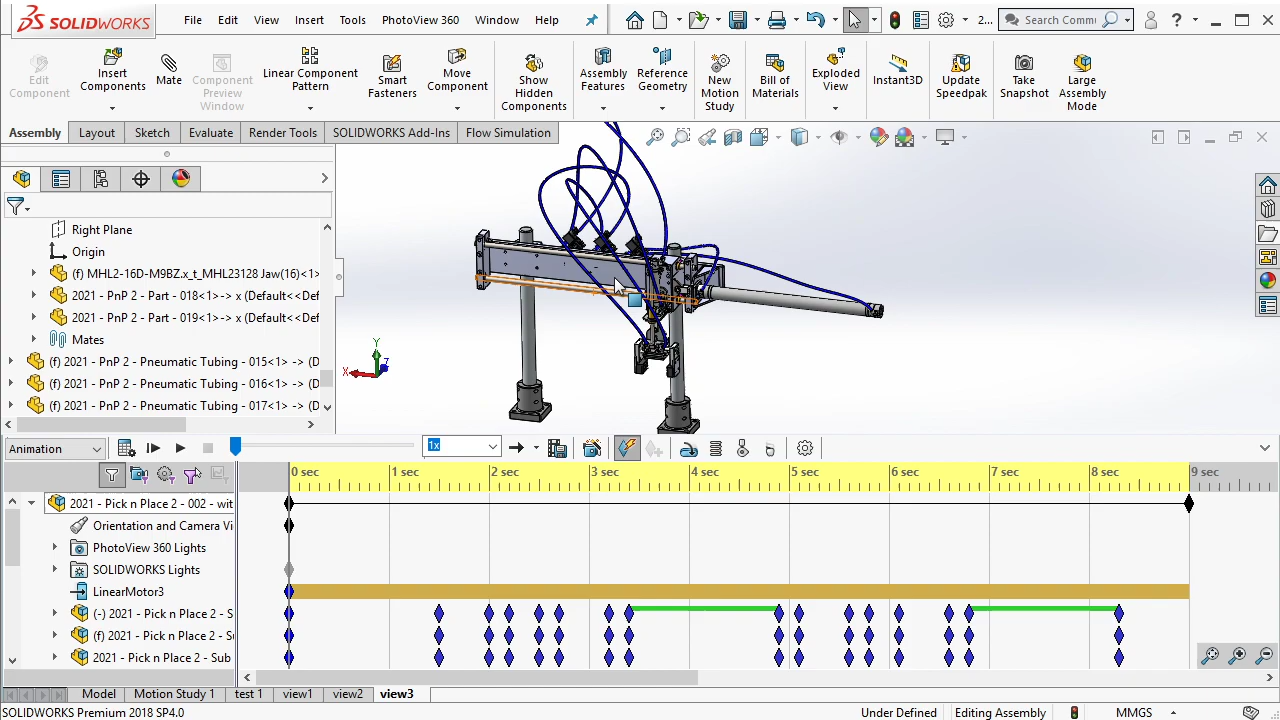 SOLIDWORKS File Edit View Insert Tools PhotoView 360 Window Help 2... Search Commi ?
Edit Component
Insert Components
Mate
Component Preview Window
Linear Component Pattern
Smart Fasteners
Move Component
Show Hidden Components
Assembly Features
Reference Geometry
New Motion Study
Bill of Materials
Exploded View
Instant3D
Update Speedpak
Take Snapshot
Large Assembly Mode
Assembly Layout Sketch Evaluate Render Tools SOLIDWORKS Add-Ins Flow Simulation
Right Plane
Origin
(f) MHL2-16D-M9BZ.x_t_MHL23128 Jaw(16)<1>
2021 - PnP 2 - Part - 018<1>-> x (Default<<Def
2021 - PnP 2 - Part - 019<1>-> x (Default<<Def
Mates
(f) 2021 - PnP 2 - Pneumatic Tubing - 015<1> -> (D
(f) 2021 - PnP 2 - Pneumatic Tubing - 016<1> -> (D
(f) 2021 - PnP 2 - Pneumatic Tubing - 017<1> -> (D
Y
X
Z
Animation 1x
0 sec 1 sec 2 sec 3 sec 4 sec 5 sec 6 sec 7 sec 8 sec 9 sec
2021 - Pick n Place 2 - 002 - wit
Orientation and Camera Vi
PhotoView 360 Lights
SOLIDWORKS Lights
LinearMotor3
(-) 2021 - Pick n Place 2 - S
(f) 2021 - Pick n Place 2 - Su
2021 - Pick n Place 2 - Sub
Model Motion Study 1 test 1 view1 view2 view3
SOLIDWORKS Premium 2018 SP4.0 Under Defined Editing Assembly MMGS